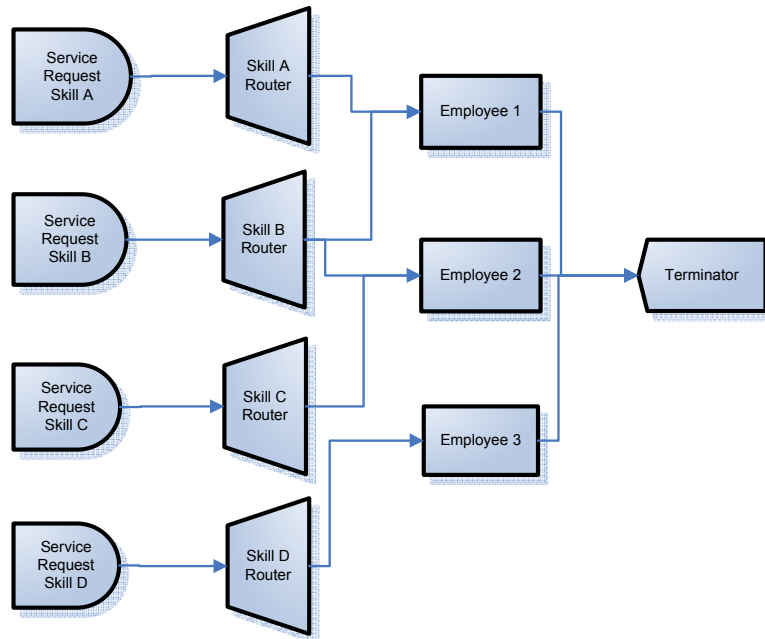 Service
Request
Skill A
Skill A
Router
Employee 1
Service
Request
Skill B
Skill B
Router
Employee 2
Terminator
Service
Request
Skill C
Skill C
Router
Employee 3
Service
Request
Skill D
Skill D
Router